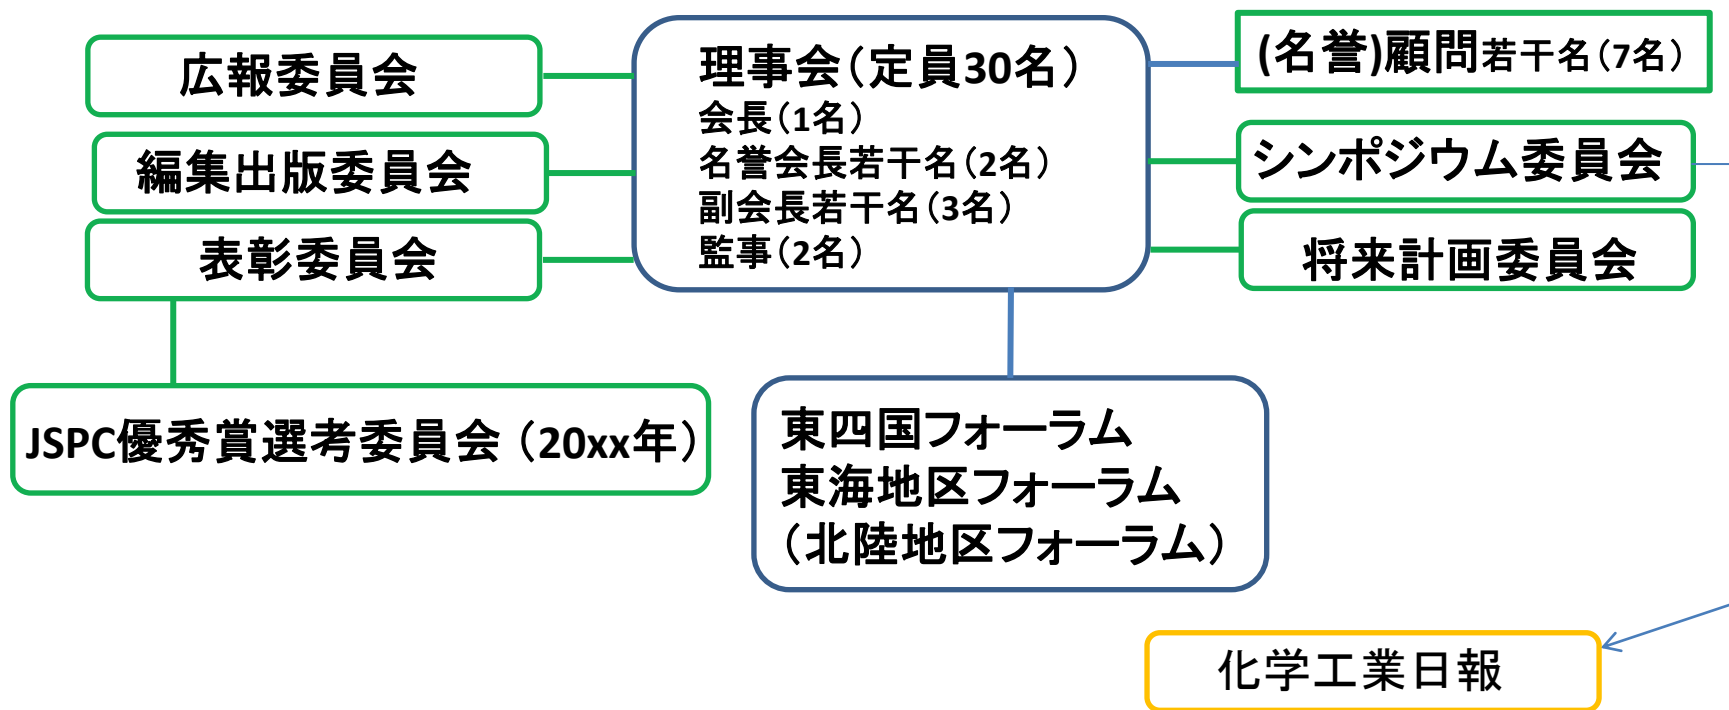 広報委員会
編集出版委員会
表彰委員会
JSPC優秀賞選考委員会（20xx年）
理事会（定員30名）
会長（1名）
名誉会長若干名（2名）
副会長若干名（3名）
監事（2名）
(名誉)顧問若干名（7名）
シンポジウム委員会
将来計画委員会
東四国フォーラム
東海地区フォーラム
（北陸地区フォーラム）
化学工業日報